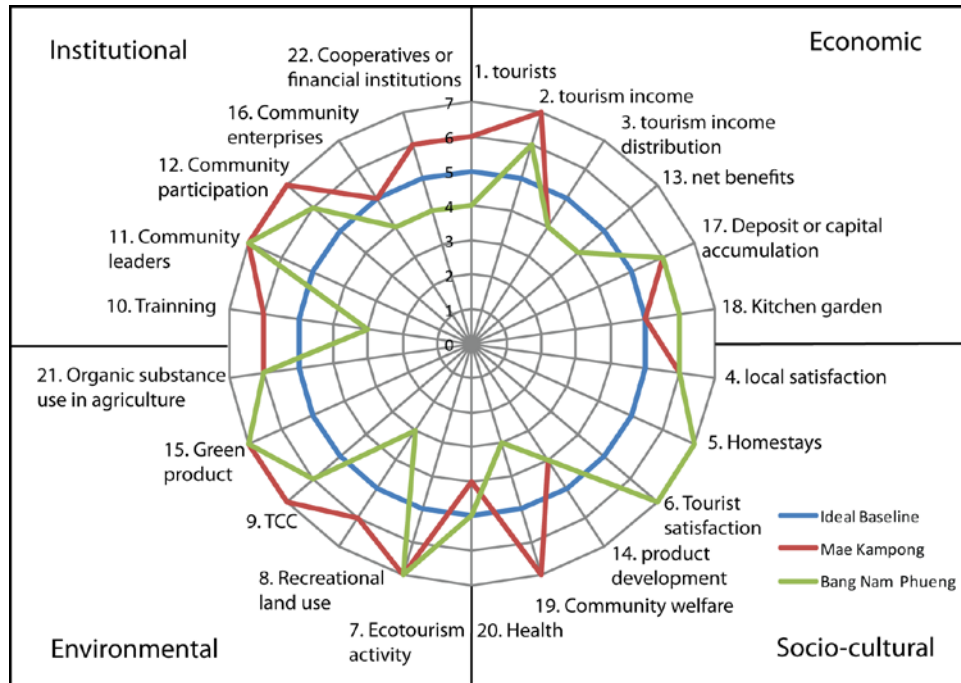 Institutional
Economic
22. Cooperatives or
financial institutions
1. tourists
2. tourism income
3. tourism income
distribution
13. net benefits
17. Deposit or capital
accumulation
18. Kitchen garden
4. local satisfaction
5. Homestays
6. Tourist
satisfaction
14. product
development
19. Community welfare
20. Health
7. Ecotourism
activity
8. Recreational
land use
9. TCC
15. Green
product
21. Organic substance
use in agriculture
10. Trainning
11. Community
leaders
12. Community
participation
16. Community
enterprises
7
6
5
4
3
2
1
0
Ideal Baseline
Mae Kampong
Bang Nam Phueng
Environmental
Socio-cultural